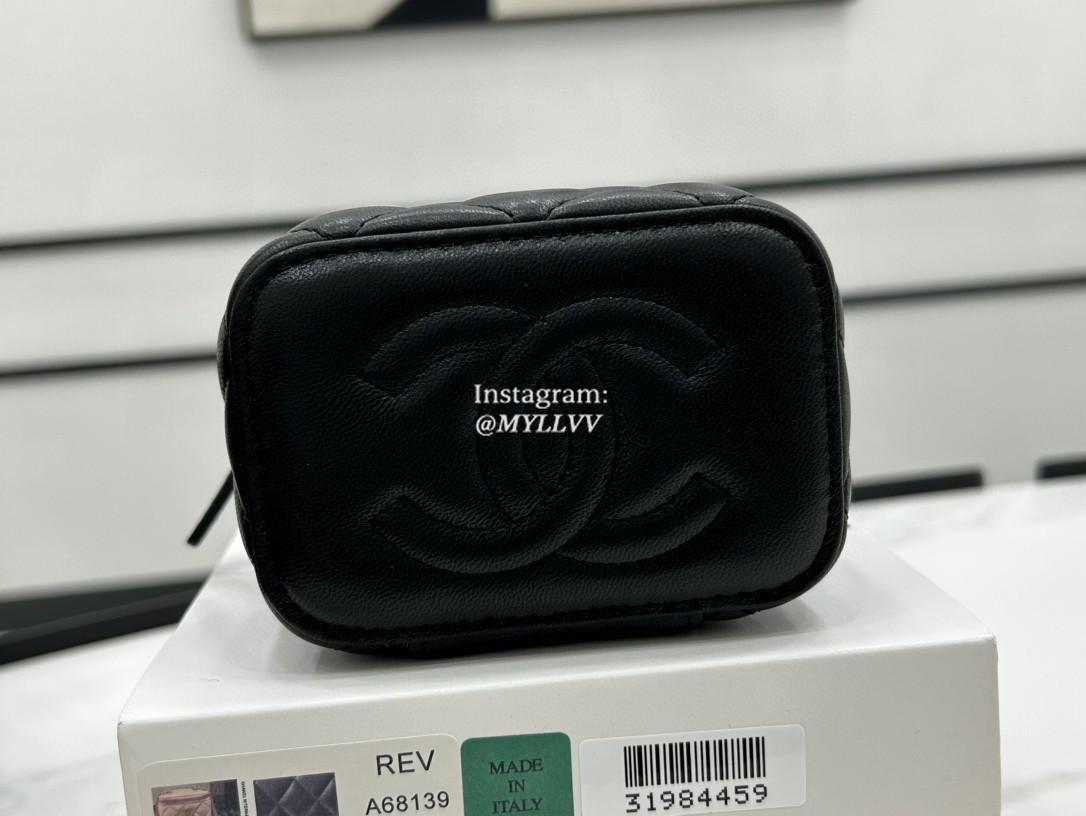 Instagram:
@MYLLVV
REV
A68139
MADE
IN
ITALY
31984459